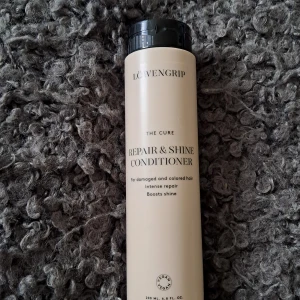 LÖWENGRIP
THE CURE
REPAIR & SHINE
CONDITIONER
For damaged and colored hair
Intense repair
Boosts shine